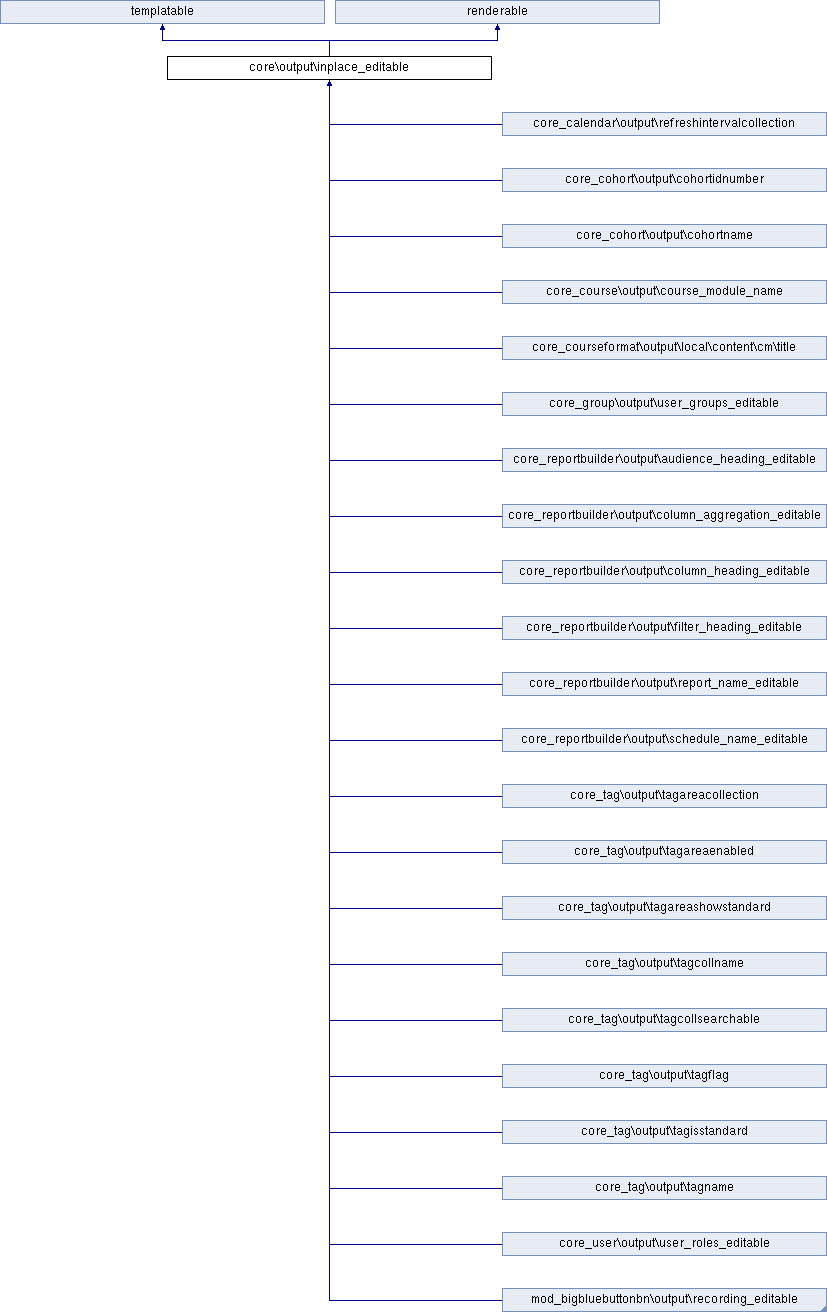 templatable
renderable
core\output\inplace_editable
core_calendar\output\refreshintervalcollection
core_cohort\output\cohortidnumber
core_cohort\output\cohortname
core_course\output\course_module_name
core_courseformat\output\local\content\cm\title
core_group\output\user_groups_editable
core_reportbuilder\output\audience_heading_editable
core_reportbuilder\output\column_aggregation_editable
core_reportbuilder\output\column_heading_editable
core_reportbuilder\output\filter_heading_editable
core_reportbuilder\output\report_name_editable
core_reportbuilder\output\schedule_name_editable
core_tag\output\tagareacollection
core_tag\output\tagareaenabled
core_tag\output\tagareashowstandard
core_tag\output\tagcollname
core_tag\output\tagcollsearchable
core_tag\output\tagflag
core_tag\output\tagisstandard
core_tag\output\tagname
core_user\output\user_roles_editable
mod_bigbluebuttonbn\output\recording_editable